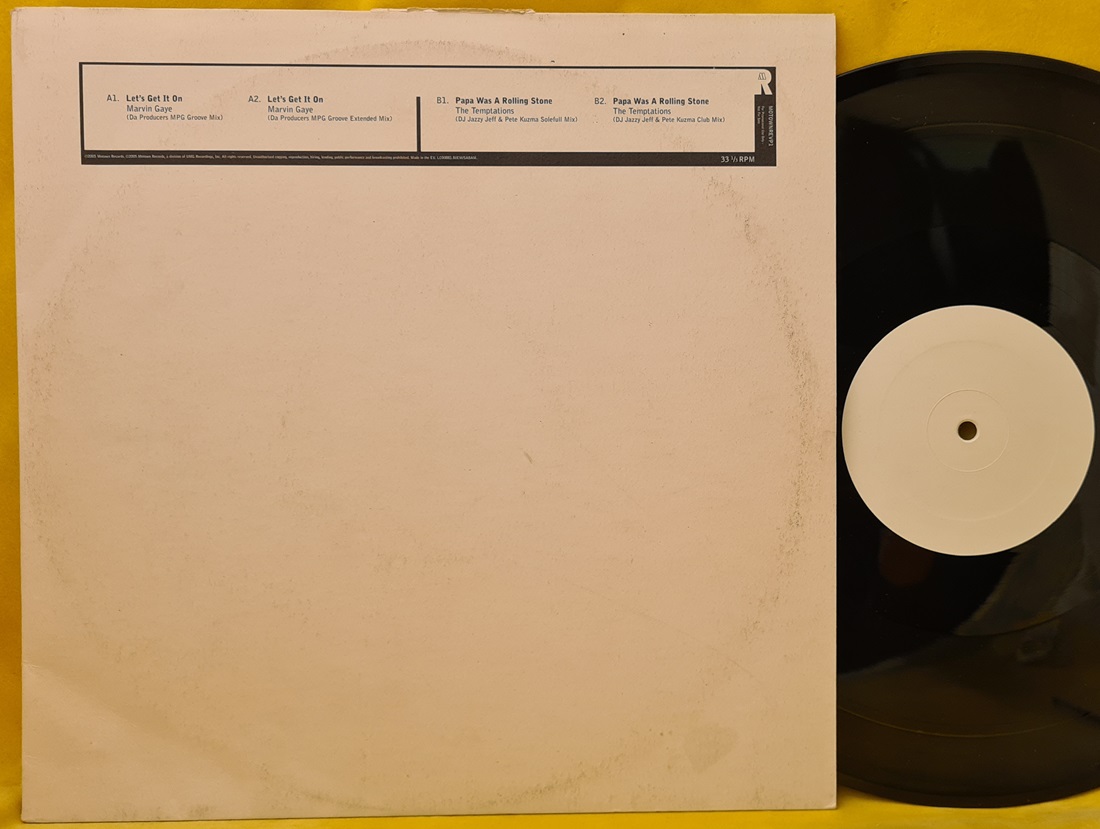 A1. Let's Get It On
Marvin Gaye
(Da Producers MPG Groove Mix)
A2. Let's Get It On
Marvin Gaye
(Da Producers MPG Groove Extended Mix)
B1. Papa Was A Rolling Stone
The Temptations
(DJ Jazzy Jeff & Pete Kuzma Solefull Mix)
B2. Papa Was A Rolling Stone
The Temptations
(DJ Jazzy Jeff & Pete Kuzma Club Mix)
33 ⅓ RPM